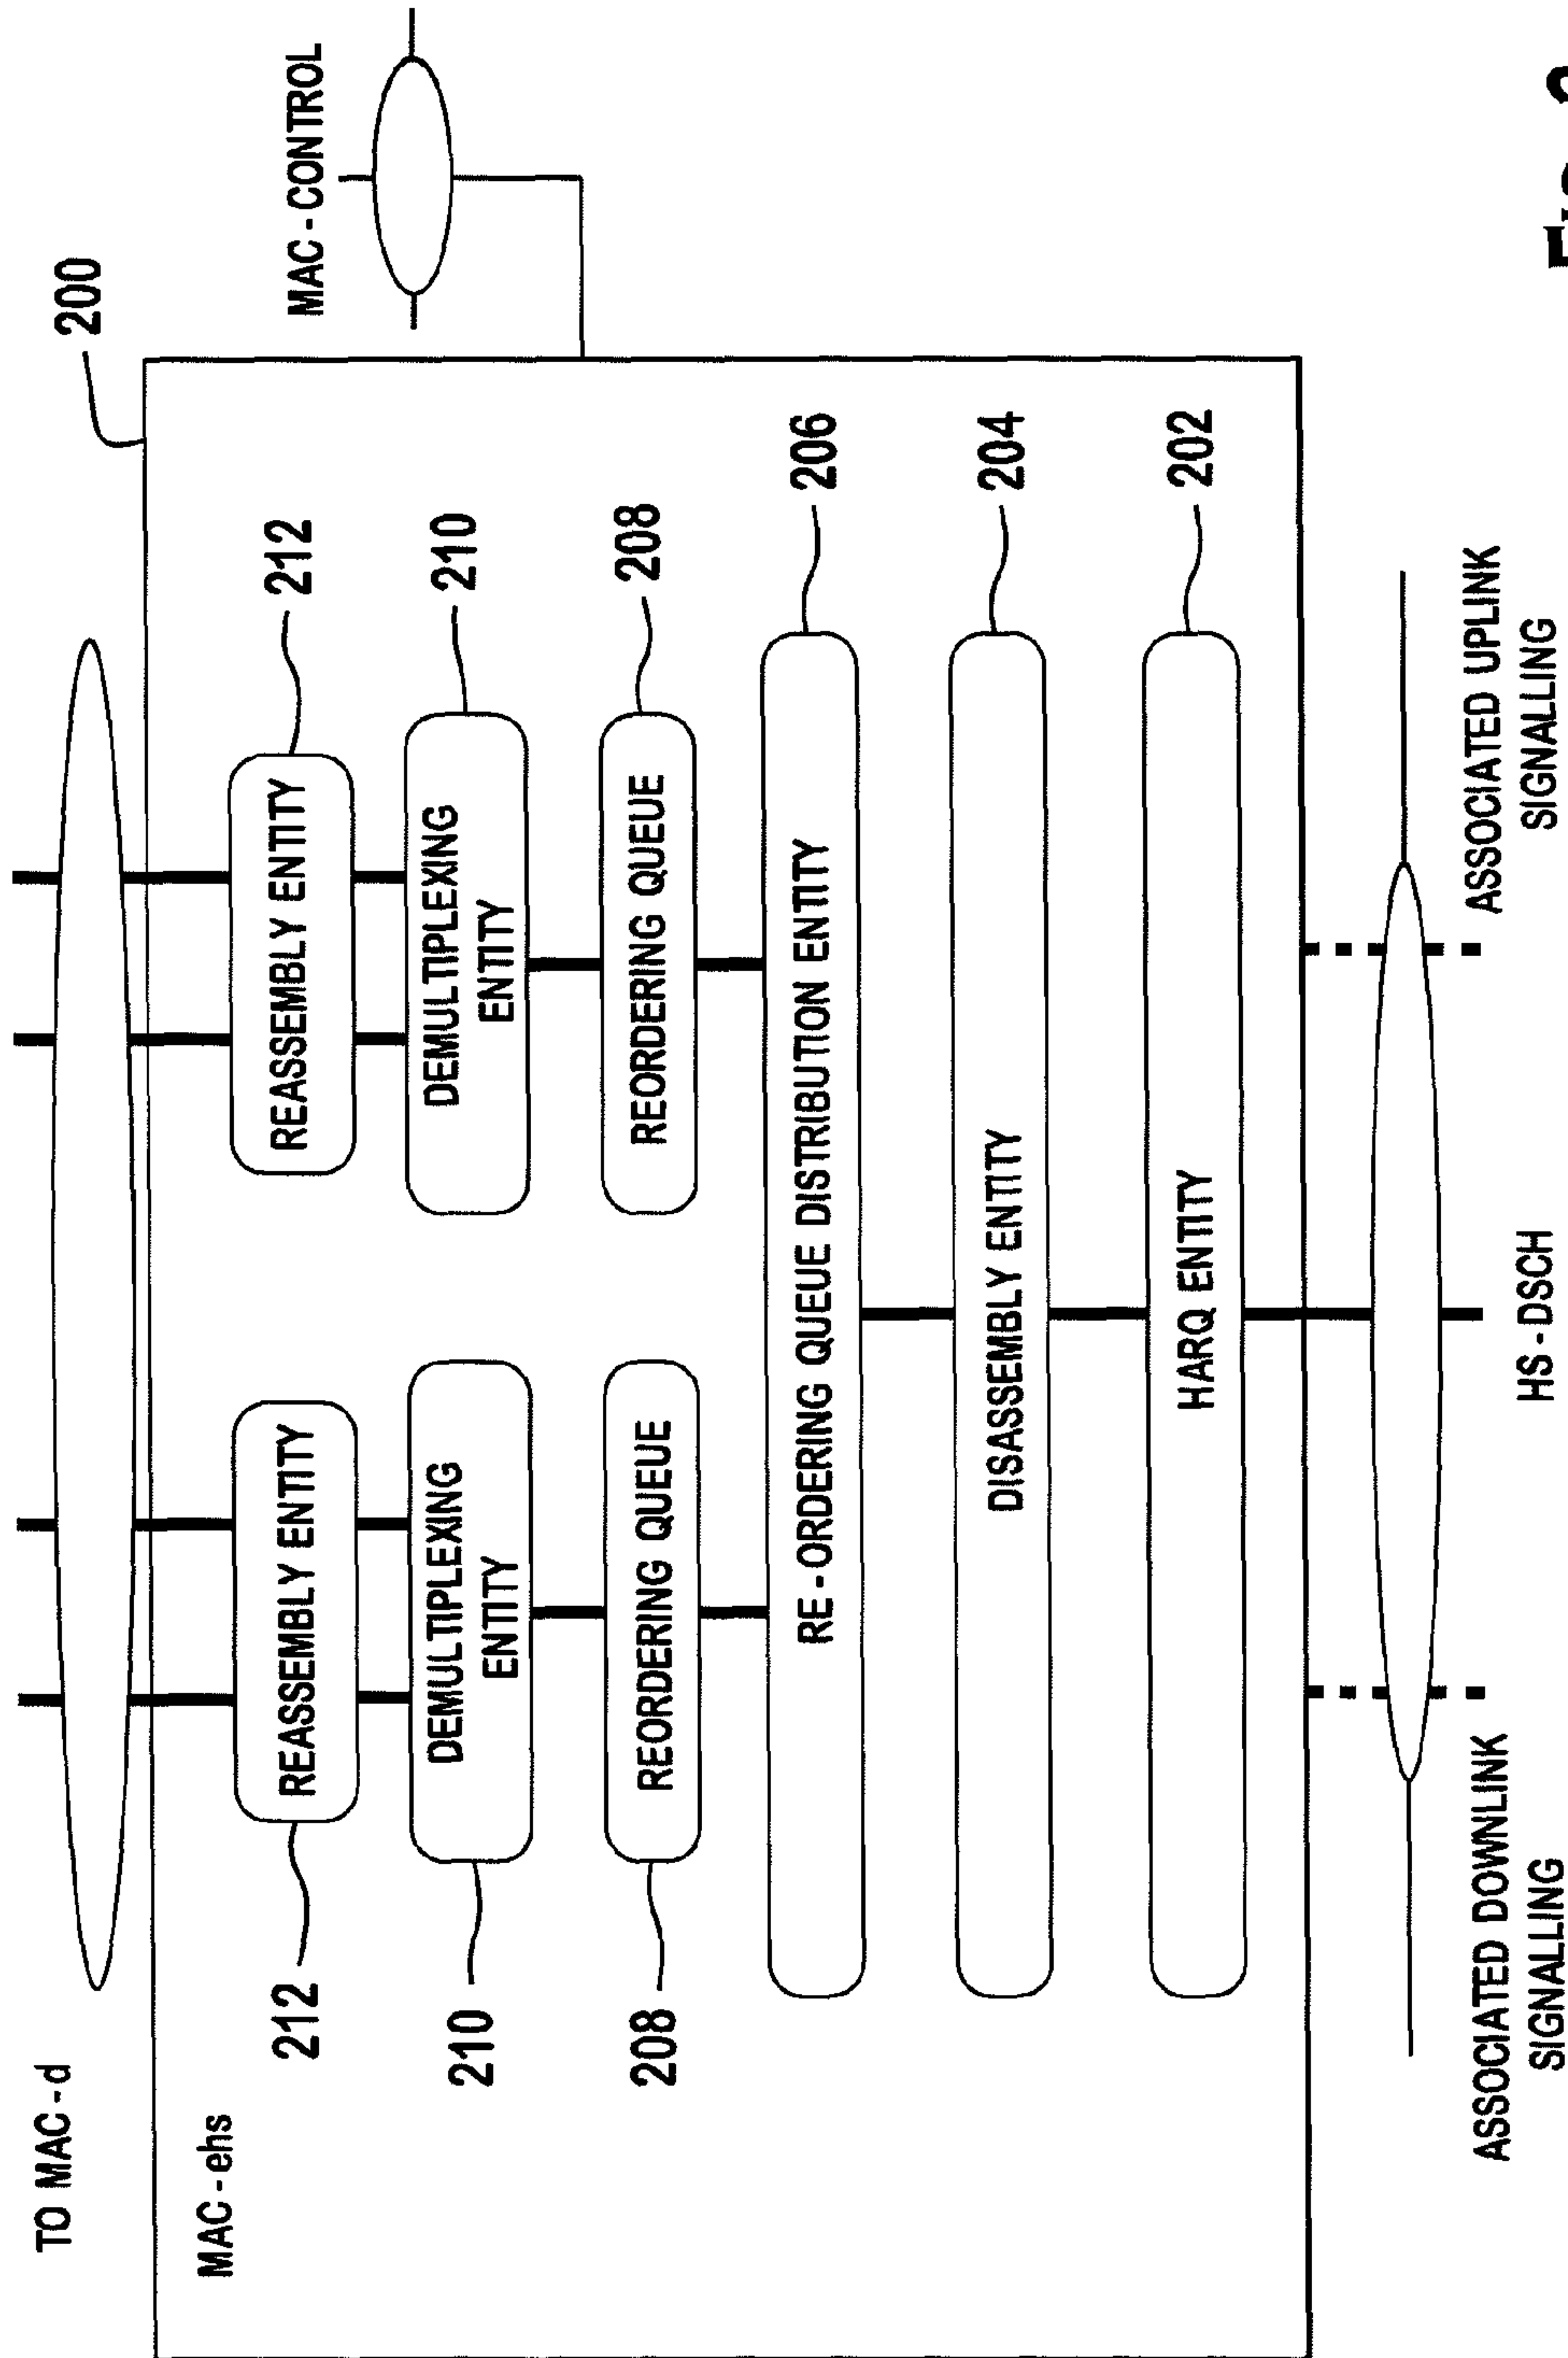 TO MAC-d
200
MAC-CONTROL
MAC-ehs
212
REASSEMBLY ENTITY
REASSEMBLY ENTITY
212
210
DEMULTIPLEXING
ENTITY
DEMULTIPLEXING
ENTITY
210
208
REORDERING QUEUE
REORDERING QUEUE
208
RE-ORDERING QUEUE DISTRIBUTION ENTITY
206
DISASSEMBLY ENTITY
204
HARQ ENTITY
202
ASSOCIATED DOWNLINK
SIGNALLING
HS-DSCH
ASSOCIATED UPLINK
SIGNALLING